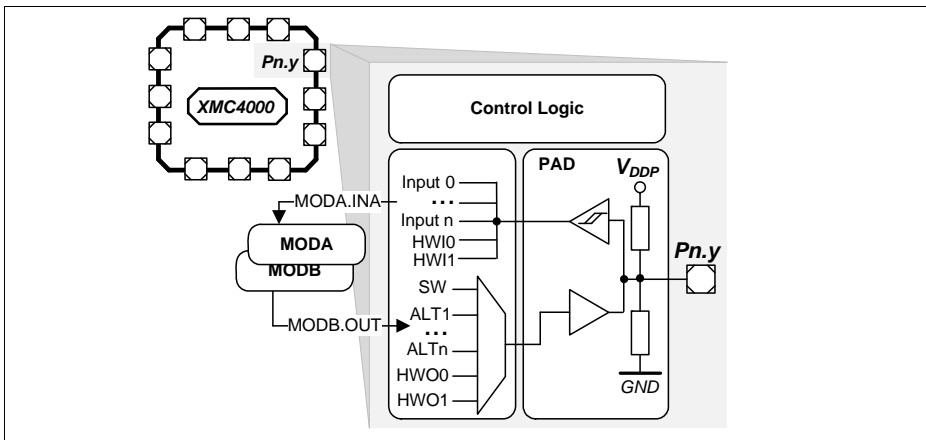 Pn.y
XMC4000
Control Logic
PAD
VDDP
Input 0
...
Input n
HWI0
HWI1
MODA.INA
MODA
MODB
MODB.OUT
SW
ALT1
...
ALTn
HWO0
HWO1
Pn.y
GND